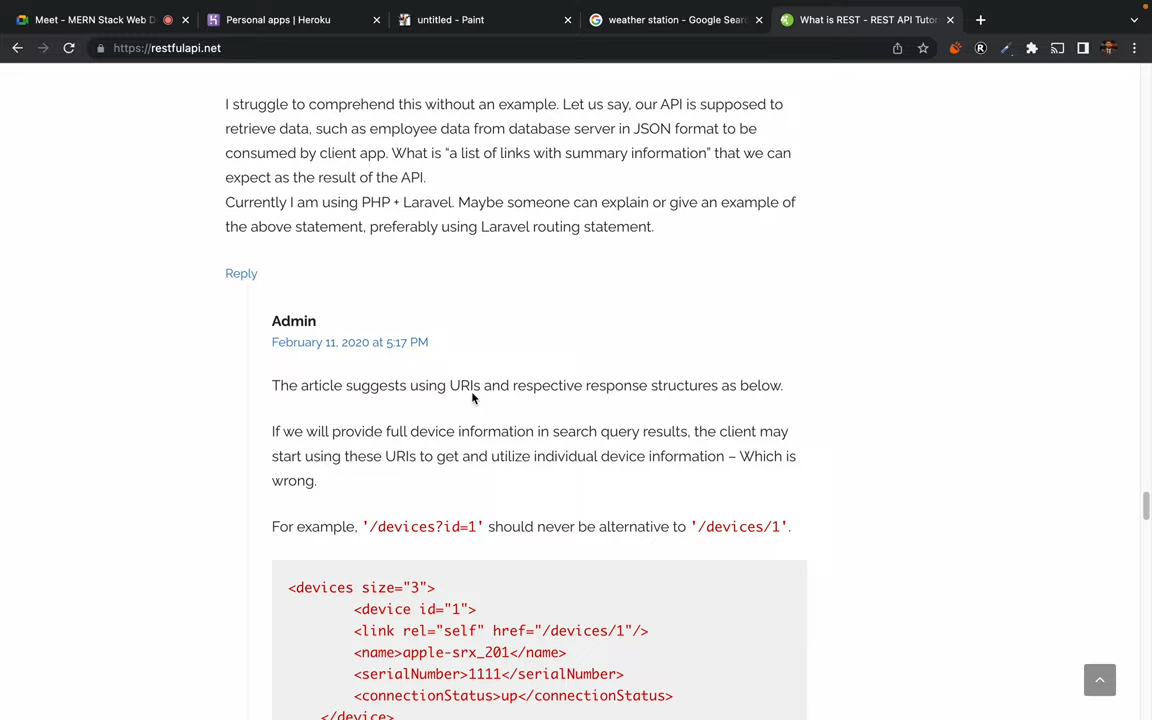 Meet - MERN Stack Web D
Personal apps | Heroku
untitled - Paint
weather station - Google Sear
What is REST - REST API Tutor
https://restfulapi.net
I struggle to comprehend this without an example. Let us say, our API is supposed to
retrieve data, such as employee data from database server in JSON format to be
consumed by client app. What is “a list of links with summary information” that we can
expect as the result of the API.
Currently I am using PHP + Laravel. Maybe someone can explain or give an example of
the above statement, preferably using Laravel routing statement.
Reply
Admin
February 11, 2020 at 5:17 PM
The article suggests using URIs and respective response structures as below.
If we will provide full device information in search query results, the client may
start using these URIs to get and utilize individual device information – Which is
wrong.
For example, '/devices?id=1' should never be alternative to '/devices/1'.
<devices size="3">
<device id="1">
<link rel="self" href="/devices/1"/>
<name>apple-srx_201</name>
<serialNumber>1111</serialNumber>
<connectionStatus>up</connectionStatus>
</device>